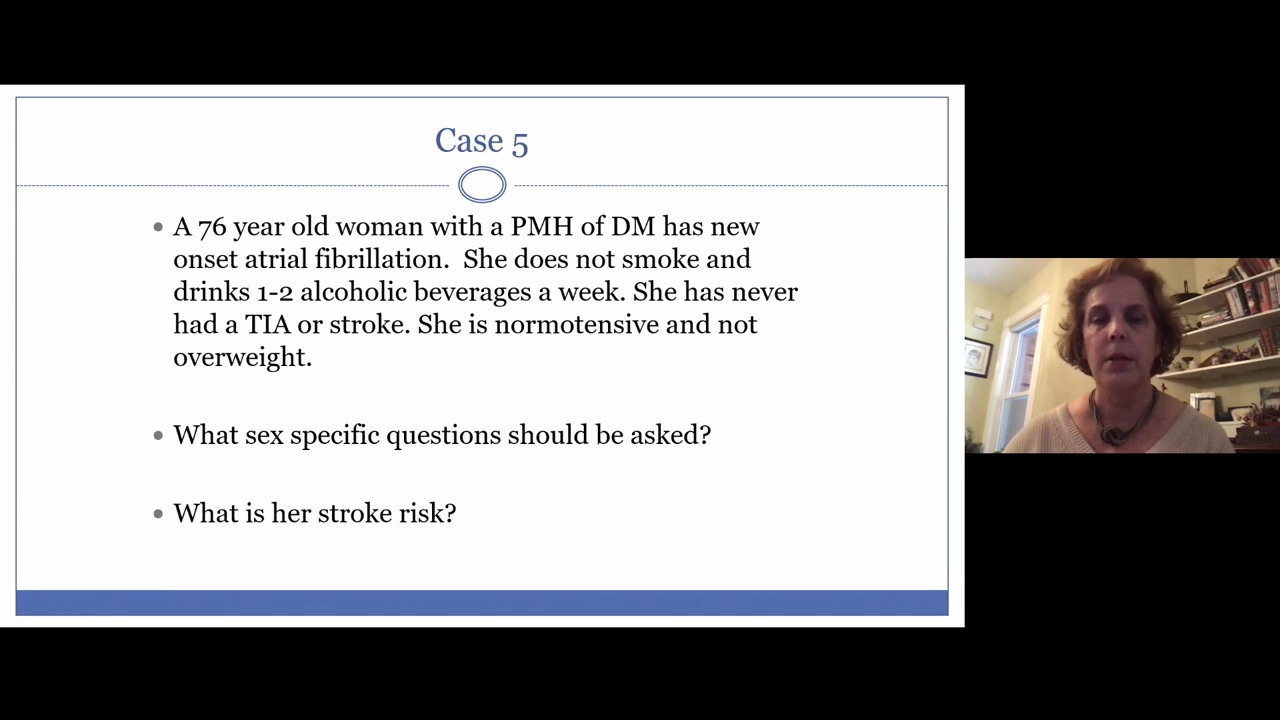 Case 5
• A 76 year old woman with a PMH of DM has new
onset atrial fibrillation.  She does not smoke and
drinks 1-2 alcoholic beverages a week. She has never
had a TIA or stroke. She is normotensive and not
overweight.
• What sex specific questions should be asked?
• What is her stroke risk?